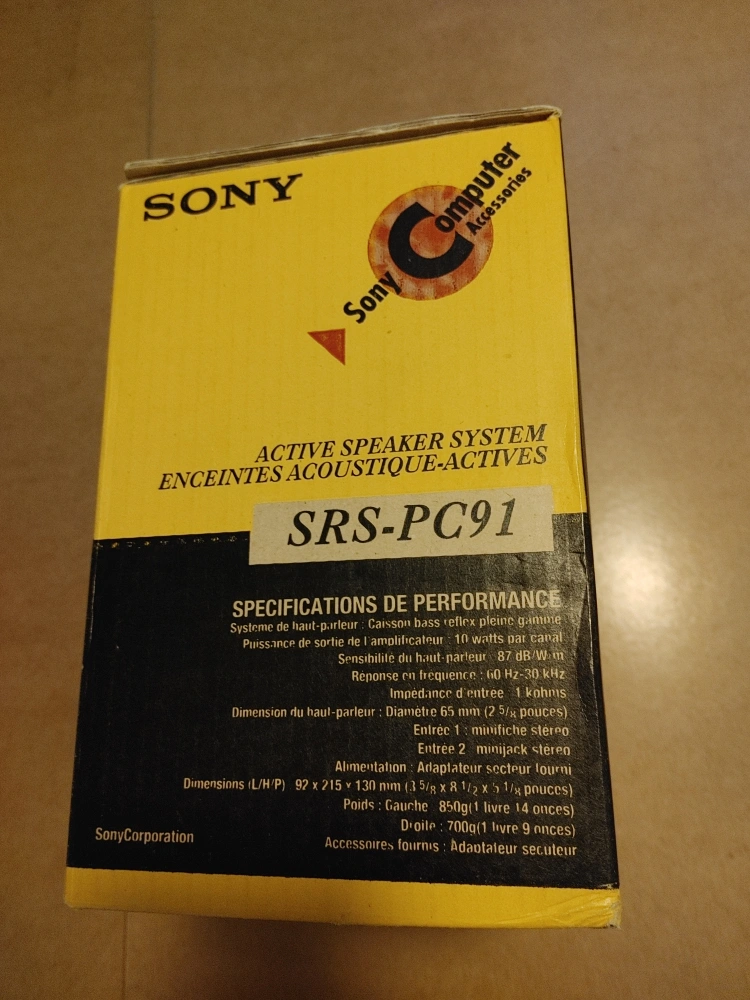 SONY
Sony Computer
Accessories
ACTIVE SPEAKER SYSTEM
ENCEINTES ACOUSTIQUE-ACTIVES
SRS-PC91
SPECIFICATIONS DE PERFORMANCE
Systeme de haut-parleur : Caisson bass reflex pleine gamme
Puissance de sortie de l'amplificateur : 10 watts par canal
Sensibilité du haut-parleur : 87 dB/W/m
Réponse en fréquence : 60 Hz-30 kHz
Impédance d'entrée 1 kohms
Dimension du haut-parleur : Diamètre 65 mm (2 5/8 pouces)
Entrée 1 : minifiche stéreo
Entrée 2 minijack stéreo
Alimentation : Adaptateur secteur fourni
Dimensions (L/H/P) 92 x 215 x 130 mm (3 5/8 x 8 1/2 x 5 1/8 pouces)
Poids : Gauche 850g(1 livre 14 onces)
Droite : 700g(1 livre 9 onces)
Accessoires fournis : Adaptateur secuteur
SonyCorporation